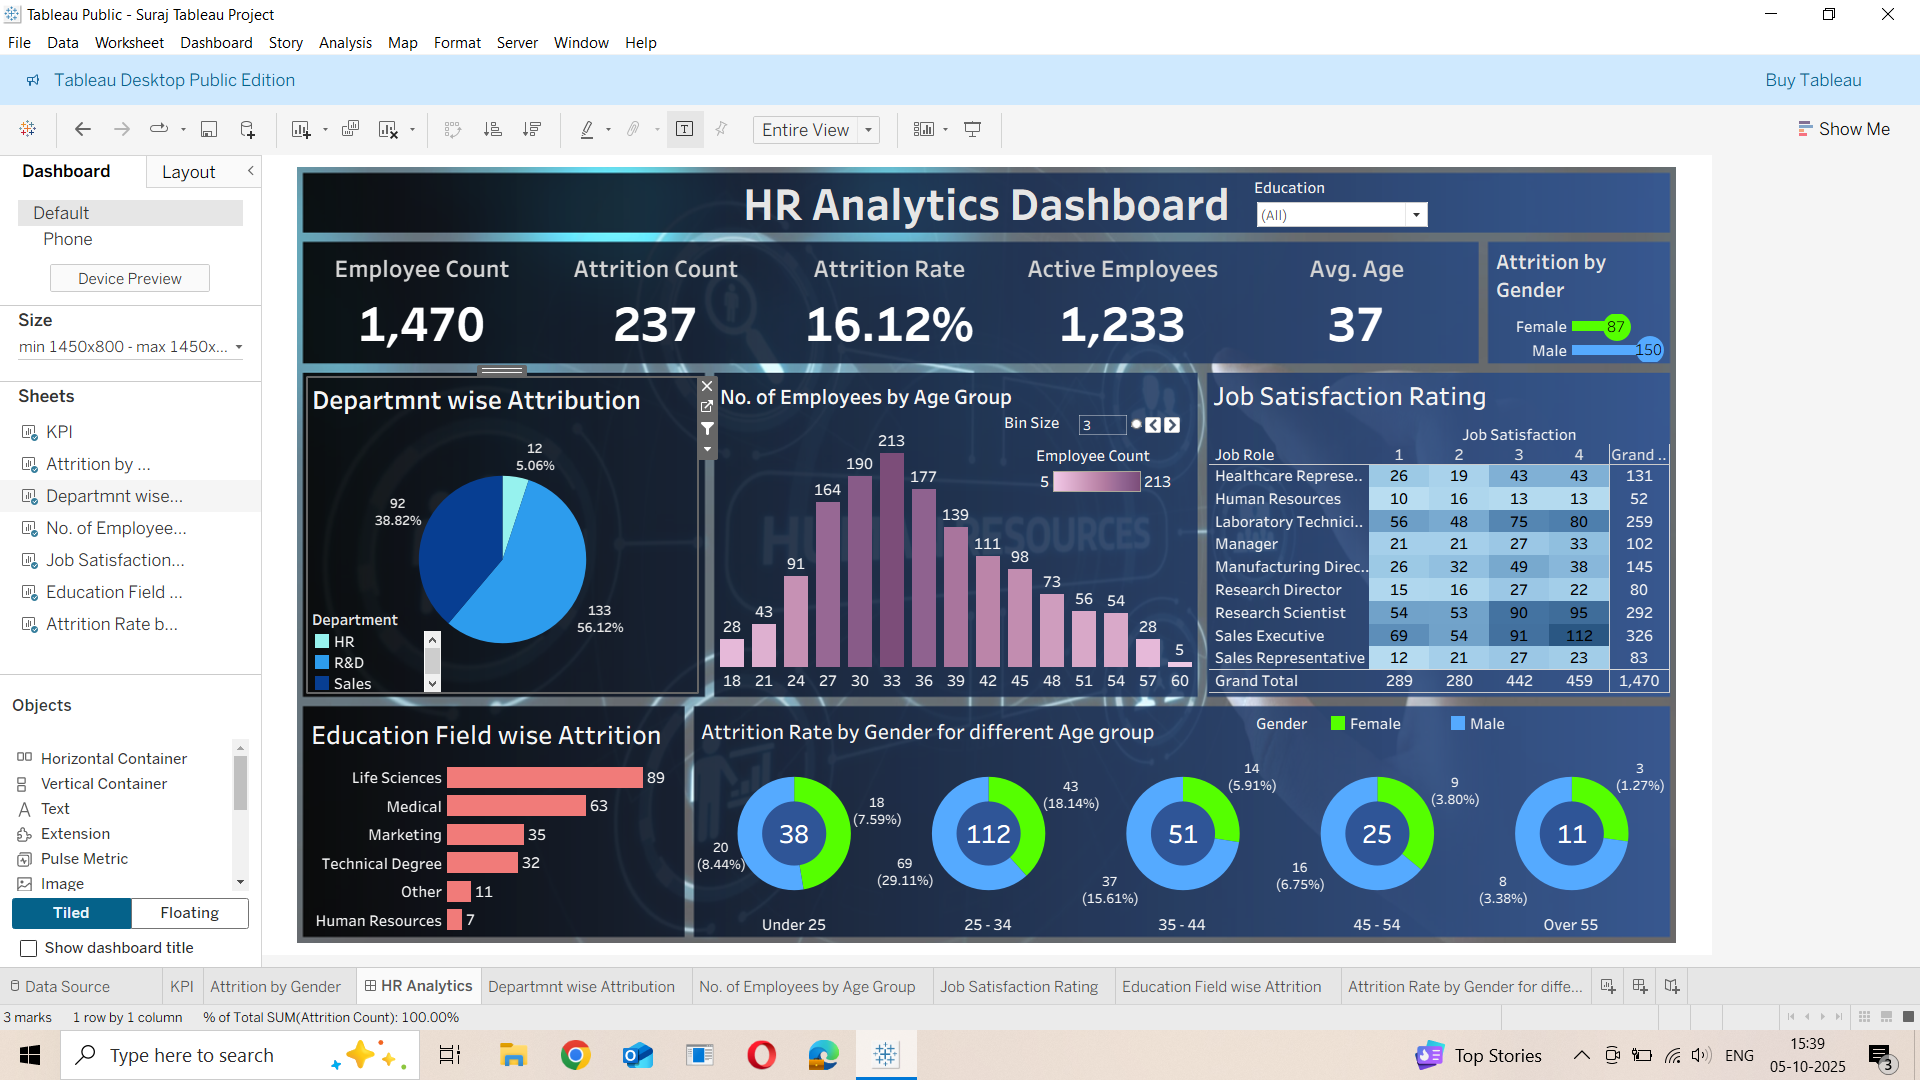 Tableau Public - Suraj Tableau Project
File Data Worksheet Dashboard Story Analysis Map Format Server Window Help
Tableau Desktop Public Edition Buy Tableau
Entire View Show Me
Dashboard Layout
Default
Phone
Device Preview
Size
min 1450x800 - max 1450x...
Sheets
KPI
Attrition by ...
Departmnt wise...
No. of Employee...
Job Satisfaction...
Education Field ...
Attrition Rate b...
Objects
Horizontal Container
Vertical Container
Text
Extension
Pulse Metric
Image
Tiled Floating
Show dashboard title
HR Analytics Dashboard
Education
(All)
Employee Count Attrition Count Attrition Rate Active Employees Avg. Age
1,470 237 16.12% 1,233 37
Attrition by
Gender
Female 87
Male 150
Departmnt wise Attribution
12
5.06%
92
38.82%
133
56.12%
Department
HR
R&D
Sales
No. of Employees by Age Group
Bin Size 3
Employee Count
5 213
28 43 91 164 190 213 177 139 111 98 73 56 54 28 5
18 21 24 27 30 33 36 39 42 45 48 51 54 57 60
HUMAN RESOURCES
Job Satisfaction Rating
Job Satisfaction
Job Role 1 2 3 4 Grand ..
Healthcare Represe.. 26 19 43 43 131
Human Resources 10 16 13 13 52
Laboratory Technici.. 56 48 75 80 259
Manager 21 21 27 33 102
Manufacturing Direc.. 26 32 49 38 145
Research Director 15 16 27 22 80
Research Scientist 54 53 90 95 292
Sales Executive 69 54 91 112 326
Sales Representative 12 21 27 23 83
Grand Total 289 280 442 459 1,470
Education Field wise Attrition
Life Sciences 89
Medical 63
Marketing 35
Technical Degree 32
Other 11
Human Resources 7
Attrition Rate by Gender for different Age group
Gender Female Male
38
18
(7.59%)
20
(8.44%)
Under 25
112
43
(18.14%)
69
(29.11%)
25 - 34
51
14
(5.91%)
37
(15.61%)
35 - 44
25
9
(3.80%)
16
(6.75%)
45 - 54
11
3
(1.27%)
8
(3.38%)
Over 55
Data Source KPI Attrition by Gender HR Analytics Departmnt wise Attribution No. of Employees by Age Group Job Satisfaction Rating Education Field wise Attrition Attrition Rate by Gender for diffe...
3 marks 1 row by 1 column % of Total SUM(Attrition Count): 100.00%
Type here to search
Top Stories
ENG
15:39
05-10-2025
3